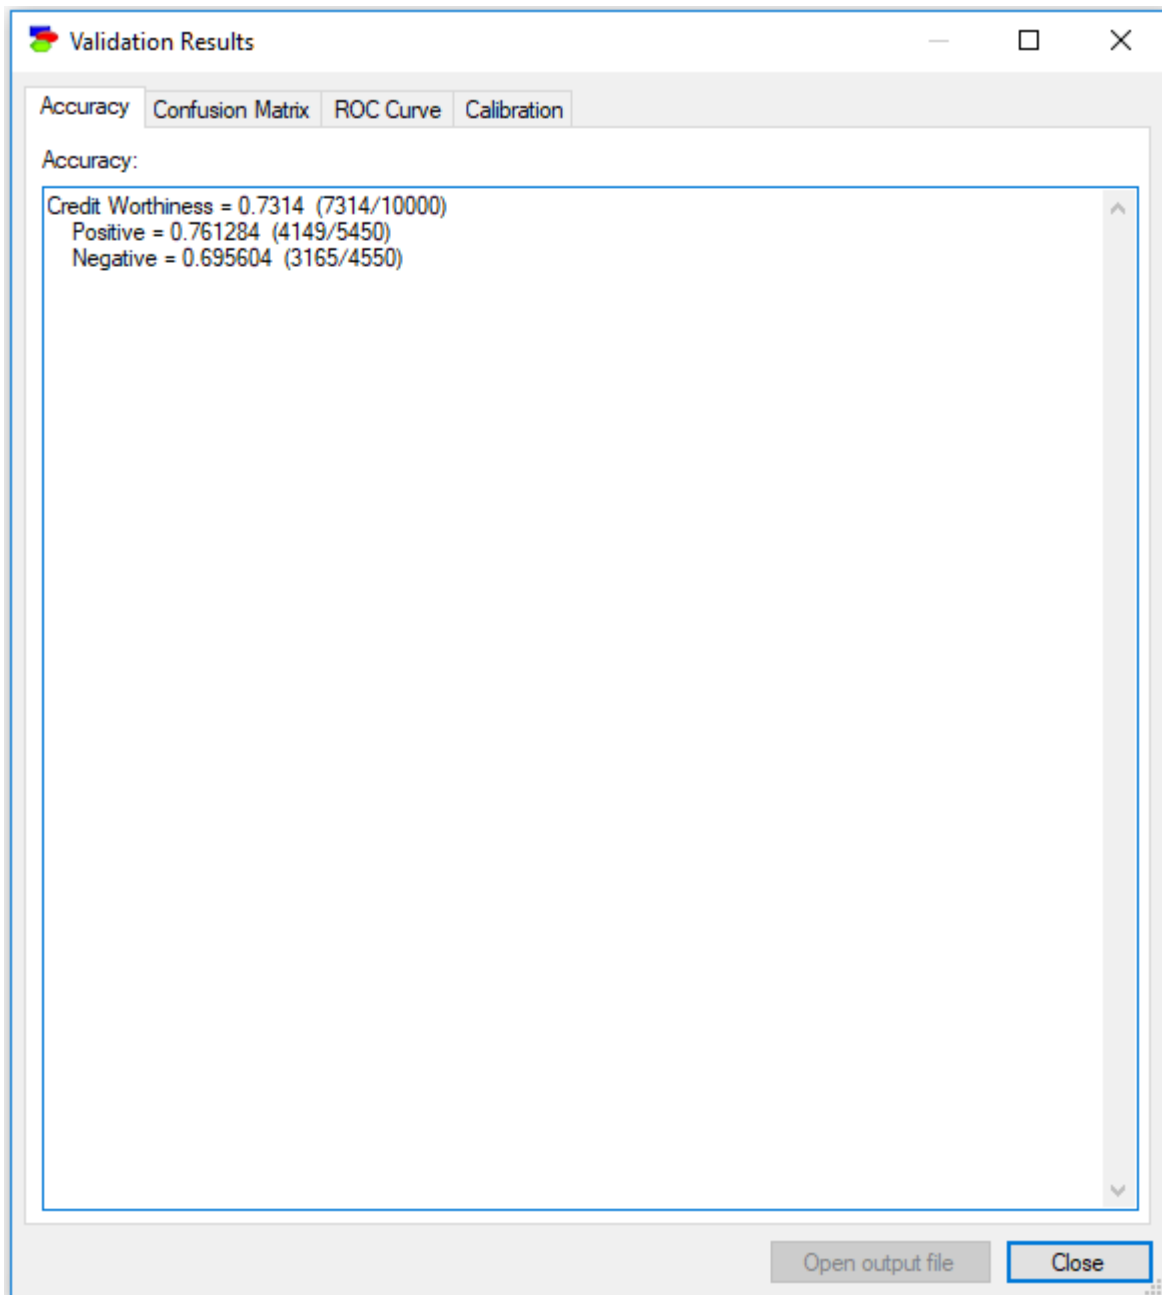 Validation Results
Accuracy
Confusion Matrix
ROC Curve
Calibration
Accuracy:
Credit Worthiness = 0.7314 (7314/10000)
Positive = 0.761284 (4149/5450)
Negative = 0.695604 (3165/4550)
Open output file
Close